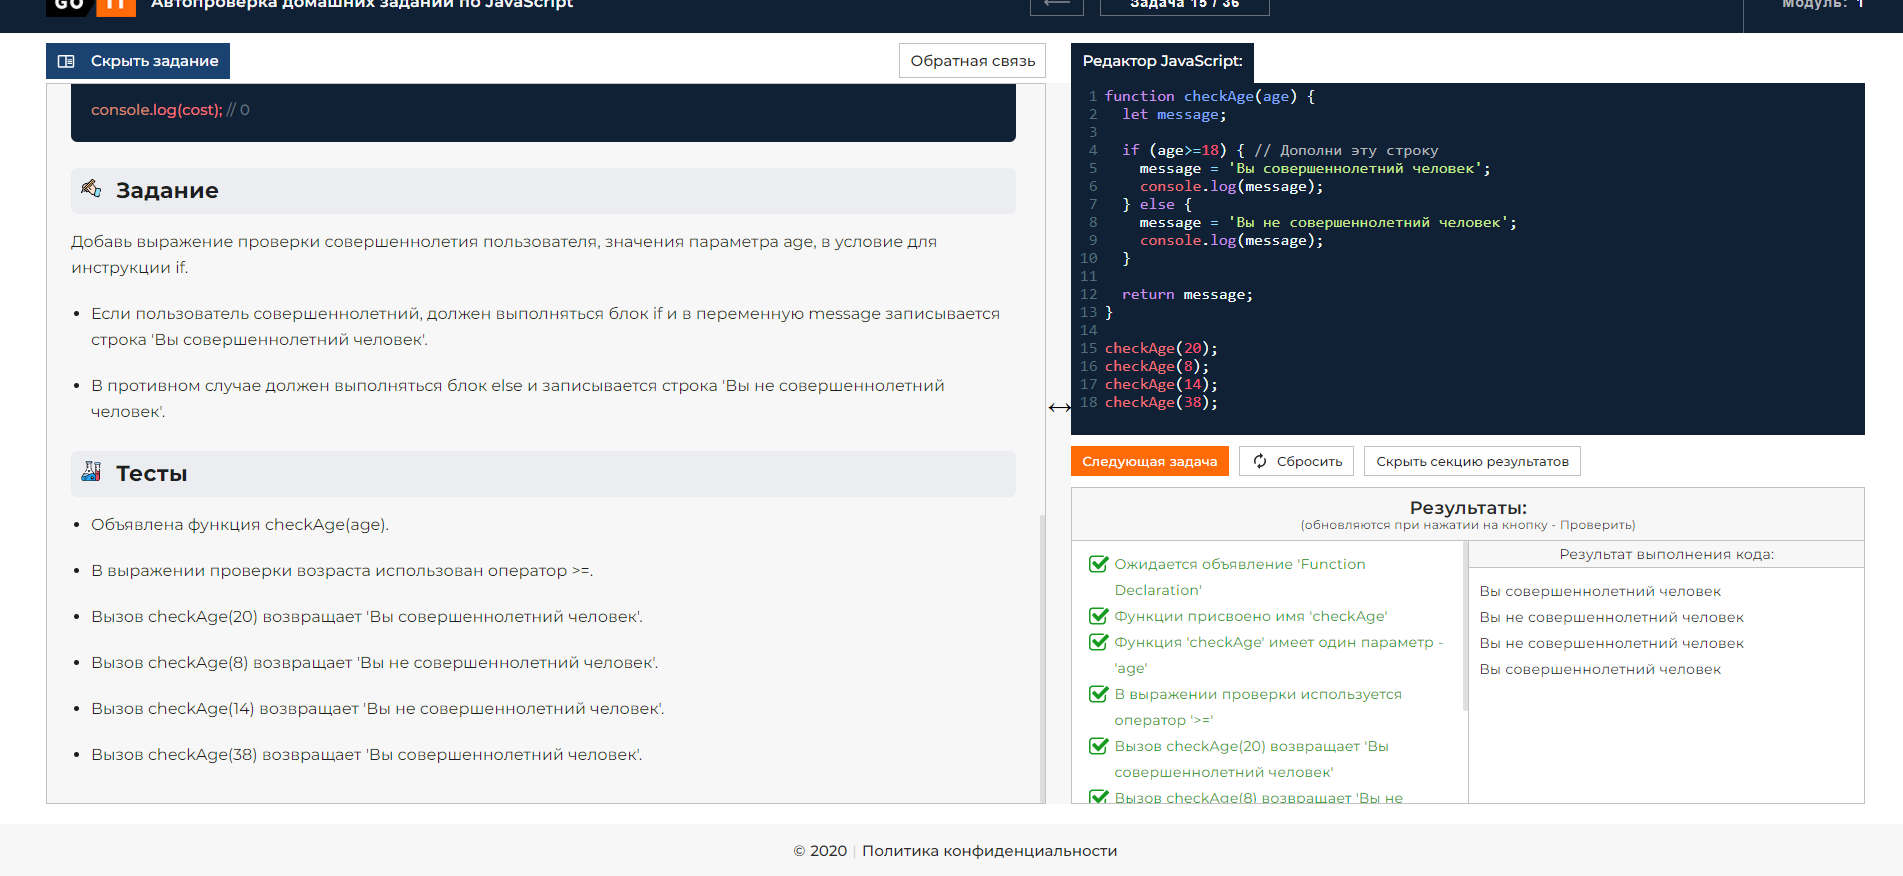 GO IT
Автопроверка домашних заданий по JavaScript
Задача 15 / 36
Модуль: 1
Скрыть задание
Обратная связь
console.log(cost); // 0
Задание
Добавь выражение проверки совершеннолетия пользователя, значения параметра age, в условие для
инструкции if.
• Если пользователь совершеннолетний, должен выполняться блок if и в переменную message записывается
строка 'Вы совершеннолетний человек'.
• В противном случае должен выполняться блок else и записывается строка 'Вы не совершеннолетний
человек'.
Тесты
• Объявлена функция checkAge(age).
• В выражении проверки возраста использован оператор >=.
• Вызов checkAge(20) возвращает 'Вы совершеннолетний человек'.
• Вызов checkAge(8) возвращает 'Вы не совершеннолетний человек'.
• Вызов checkAge(14) возвращает 'Вы не совершеннолетний человек'.
• Вызов checkAge(38) возвращает 'Вы совершеннолетний человек'.
Редактор JavaScript:
1 function checkAge(age) {
2   let message;
3
4   if (age>=18) { // Дополни эту строку
5     message = 'Вы совершеннолетний человек';
6     console.log(message);
7   } else {
8     message = 'Вы не совершеннолетний человек';
9     console.log(message);
10   }
11
12   return message;
13 }
14
15 checkAge(20);
16 checkAge(8);
17 checkAge(14);
18 checkAge(38);
Следующая задача
Сбросить
Скрыть секцию результатов
Результаты:
(обновляются при нажатии на кнопку - Проверить)
Ожидается объявление 'Function
Declaration'
Функции присвоено имя 'checkAge'
Функция 'checkAge' имеет один параметр -
'age'
В выражении проверки используется
оператор '>='
Вызов checkAge(20) возвращает 'Вы
совершеннолетний человек'
Вызов checkAge(8) возвращает 'Вы не
Результат выполнения кода:
Вы совершеннолетний человек
Вы не совершеннолетний человек
Вы не совершеннолетний человек
Вы совершеннолетний человек
© 2020 | Политика конфиденциальности